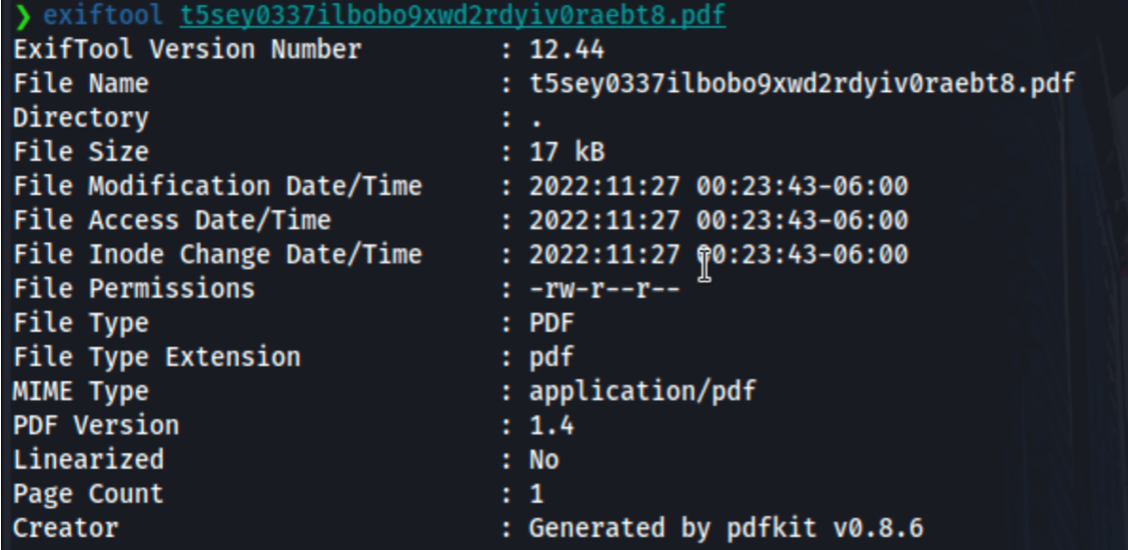 ❯ exiftool t5sey0337ilbobo9xwd2rdyiv0raebt8.pdf
ExifTool Version Number : 12.44
File Name : t5sey0337ilbobo9xwd2rdyiv0raebt8.pdf
Directory : .
File Size : 17 kB
File Modification Date/Time : 2022:11:27 00:23:43-06:00
File Access Date/Time : 2022:11:27 00:23:43-06:00
File Inode Change Date/Time : 2022:11:27 00:23:43-06:00
File Permissions : -rw-r--r--
File Type : PDF
File Type Extension : pdf
MIME Type : application/pdf
PDF Version : 1.4
Linearized : No
Page Count : 1
Creator : Generated by pdfkit v0.8.6